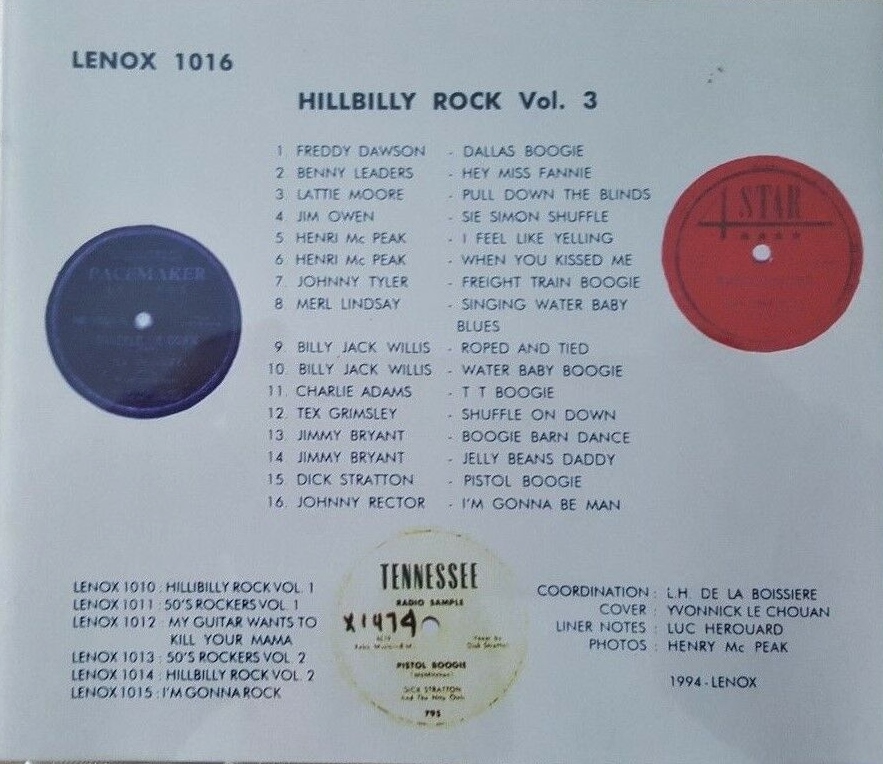 LENOX 1016
HILLBILLY ROCK Vol. 3
1 FREDDY DAWSON - DALLAS BOOGIE
2 BENNY LEADERS - HEY MISS FANNIE
3 LATTIE MOORE - PULL DOWN THE BLINDS
4 JIM OWEN - SIE SIMON SHUFFLE
5 HENRI Mc PEAK - I FEEL LIKE YELLING
6 HENRI Mc PEAK - WHEN YOU KISSED ME
7. JOHNNY TYLER - FREIGHT TRAIN BOOGIE
8. MERL LINDSAY - SINGING WATER BABY
BLUES
9 BILLY JACK WILLIS - ROPED AND TIED
10. BILLY JACK WILLIS - WATER BABY BOOGIE
11. CHARLIE ADAMS - T T BOOGIE
12. TEX GRIMSLEY - SHUFFLE ON DOWN
13 JIMMY BRYANT - BOOGIE BARN DANCE
14 JIMMY BRYANT - JELLY BEANS DADDY
15. DICK STRATTON - PISTOL BOOGIE
16. JOHNNY RECTOR - I'M GONNA BE MAN
PACEMAKER
4 STAR
LENOX 1010 : HILLIBILLY ROCK VOL. 1
LENOX 1011 : 50'S ROCKERS VOL. 1
LENOX 1012 : MY GUITAR WANTS TO
KILL YOUR MAMA
LENOX 1013 : 50'S ROCKERS VOL. 2
LENOX 1014 : HILLBILLY ROCK VOL. 2
LENOX 1015 : I'M GONNA ROCK
TENNESSEE
RADIO SAMPLE
X1474
PISTOL BOOGIE
DICK STRATTON
And The Nite Owls
795
COORDINATION : L.H. DE LA BOISSIERE
COVER : YVONNICK LE CHOUAN
LINER NOTES : LUC HEROUARD
PHOTOS : HENRY Mc PEAK
1994 - LENOX